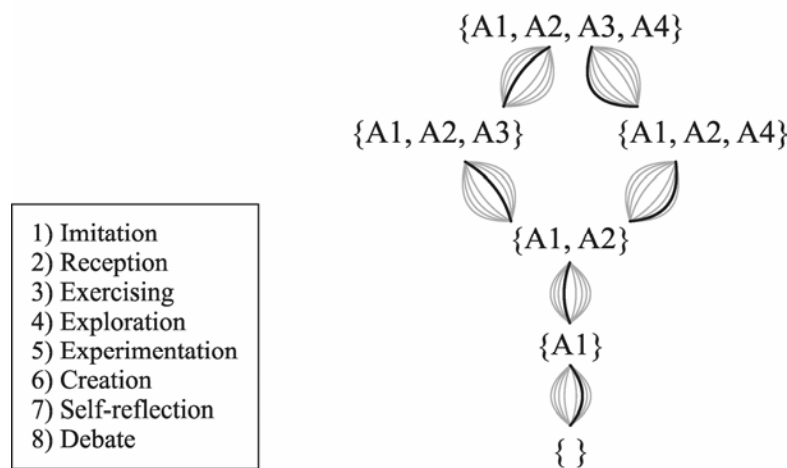 {A1, A2, A3, A4}
{A1, A2, A3} {A1, A2, A4}
{A1, A2}
{A1}
{ }
1) Imitation
2) Reception
3) Exercising
4) Exploration
5) Experimentation
6) Creation
7) Self-reflection
8) Debate